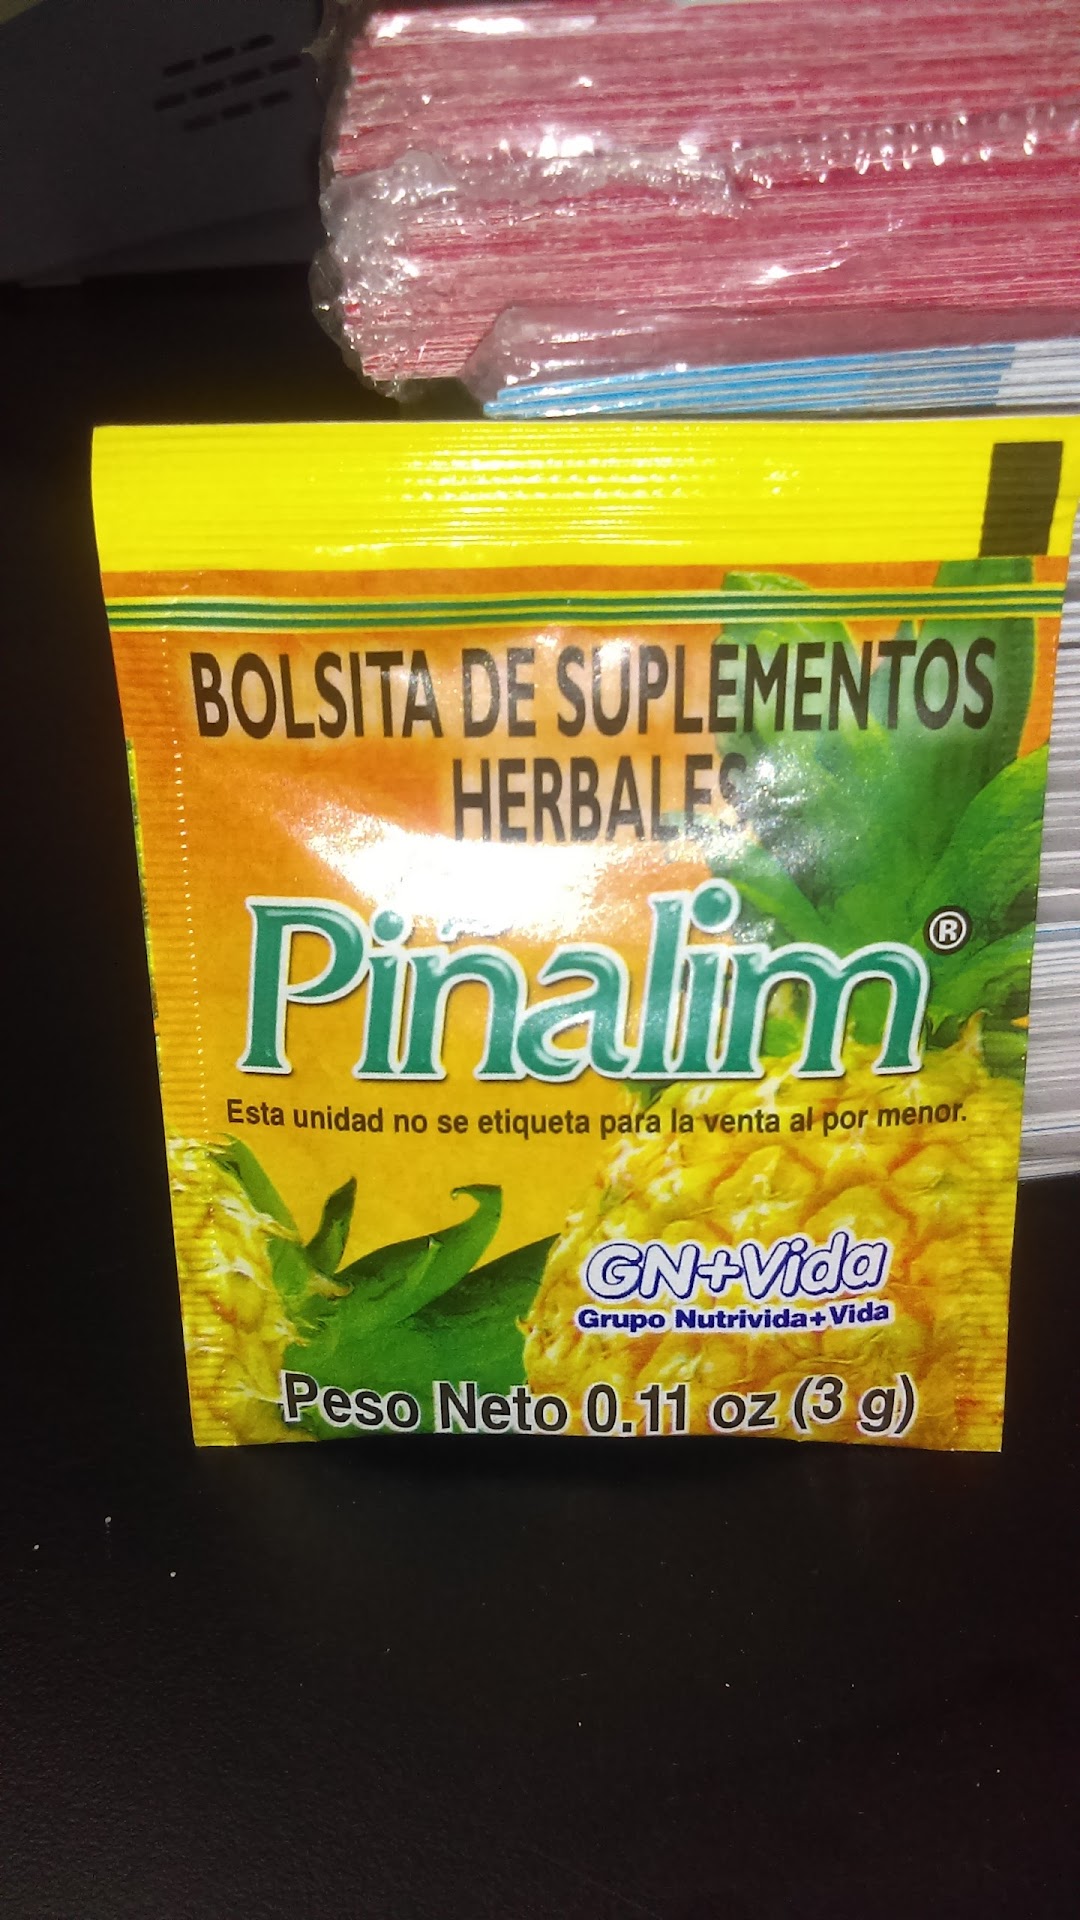 BOLSITA DE SUPLEMENTOS
HERBALES
Piñalim®
Esta unidad no se etiqueta para la venta al por menor.
GN+Vida
Grupo Nutrivida+Vida
Peso Neto 0.11 oz (3 g)